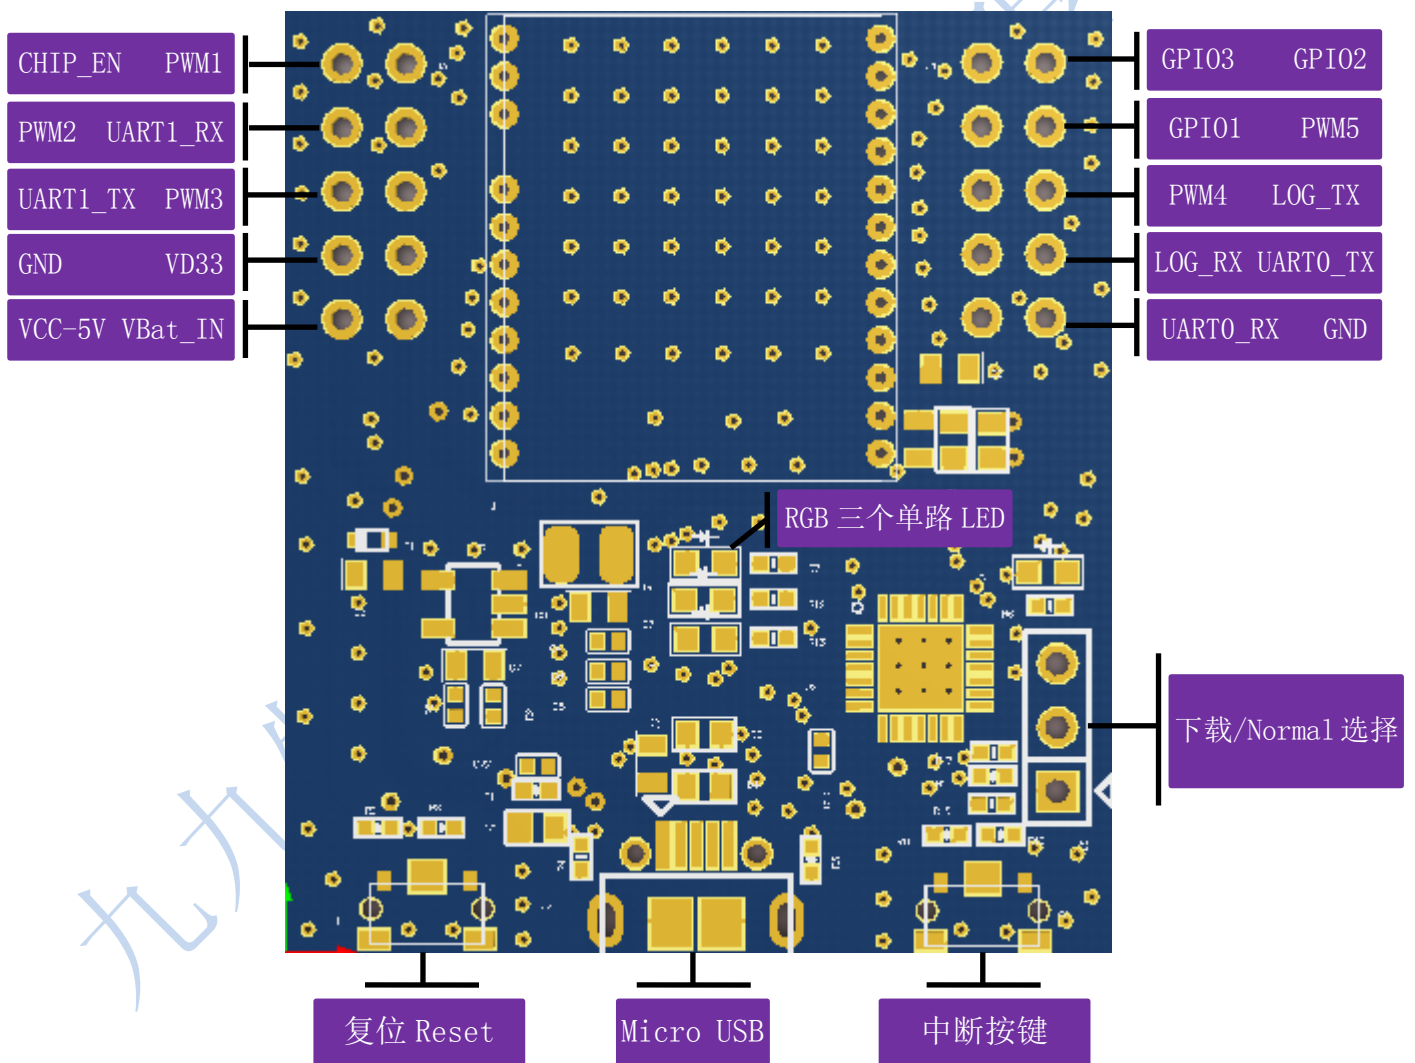 CHIP_EN PWM1
GPIO3 GPIO2
PWM2 UART1_RX
GPIO1 PWM5
UART1_TX PWM3
PWM4 LOG_TX
GND VD33
LOG_RX UART0_TX
VCC-5V VBat_IN
UART0_RX GND
RGB 三个单路 LED
下载/Normal 选择
复位 Reset
Micro USB
中断按键
九九